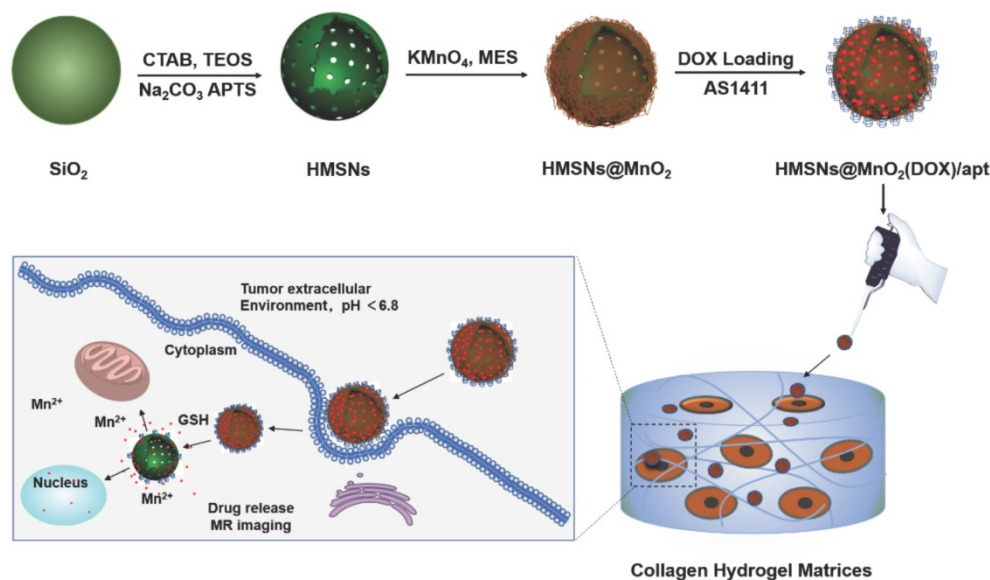 CTAB, TEOS
Na₂CO₃ APTS
KMnO₄, MES
DOX Loading
AS1411
SiO₂
HMSNs
HMSNs@MnO₂
HMSNs@MnO₂(DOX)/apt
Tumor extracellular
Environment, pH <6.8
Cytoplasm
Mn²⁺
Mn²⁺
GSH
Nucleus
Mn²⁺
Drug release
MR imaging
Collagen Hydrogel Matrices